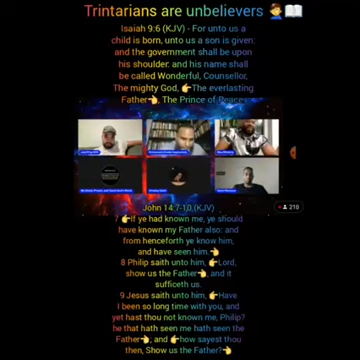 Trintarians are unbelievers 🤦‍♂️📖
Isaiah 9:6 (KJV) - For unto us a
child is born, unto us a son is given:
and the government shall be upon
his shoulder: and his name shall
be called Wonderful, Counsellor,
The mighty God, 👉The everlasting
Father👈, The Prince of Peace.
210
John 14:7-10, (KJV)
7 👉If ye had known me, ye should
have known my Father also: and
from henceforth ye know him,
and have seen him.👈
8 Philip saith unto him,👉Lord,
show us the Father👈, and it
sufficeth us.
9 Jesus saith unto him,👉Have
I been so long time with you, and
yet hast thou not known me, Philip?
he that hath seen me hath seen the
Father;👈 and👉how sayest thou
then, Show us the Father?👈